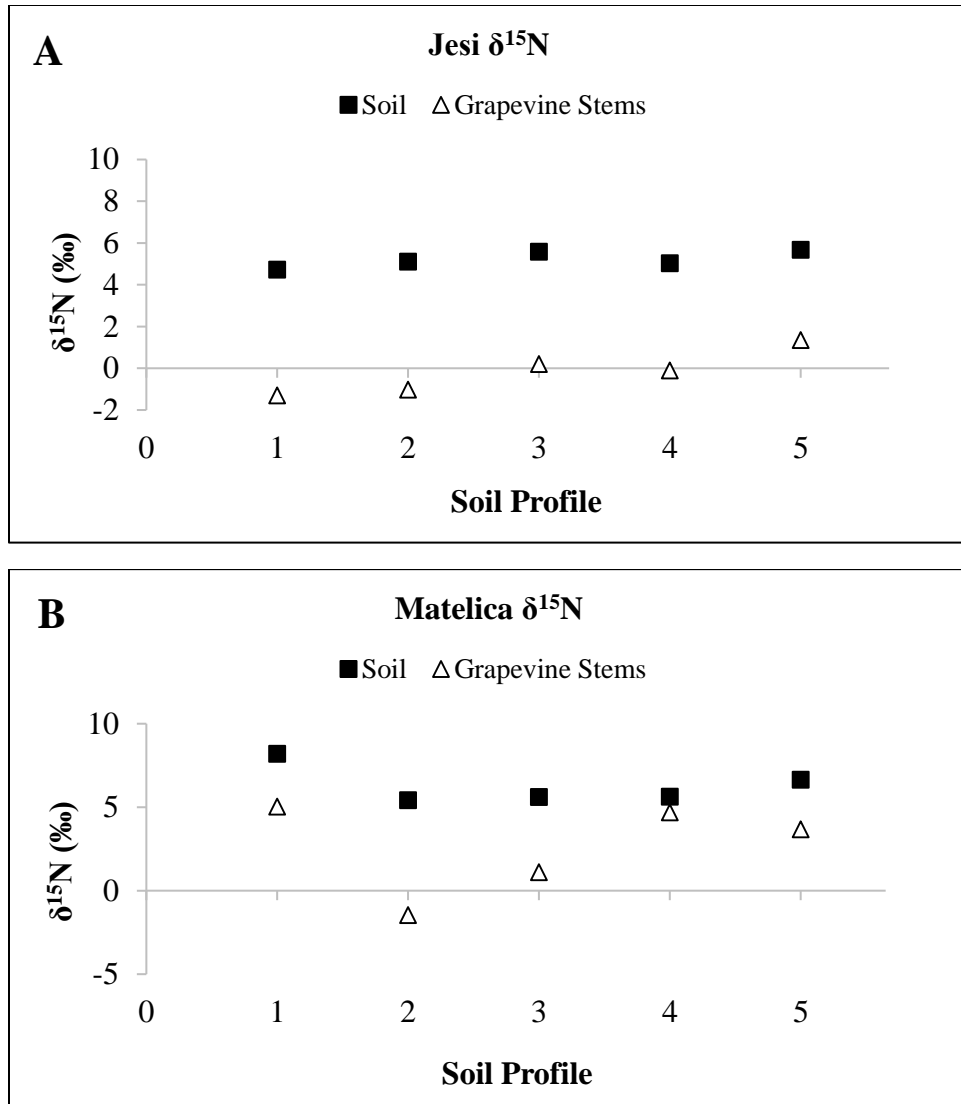 A
Jesi δ¹⁵N
Soil Grapevine Stems
10
8
6
4
2
0
-2
δ¹⁵N (‰)
0 1 2 3 4 5
Soil Profile
B
Matelica δ¹⁵N
Soil Grapevine Stems
10
5
0
-5
δ¹⁵N (‰)
0 1 2 3 4 5
Soil Profile